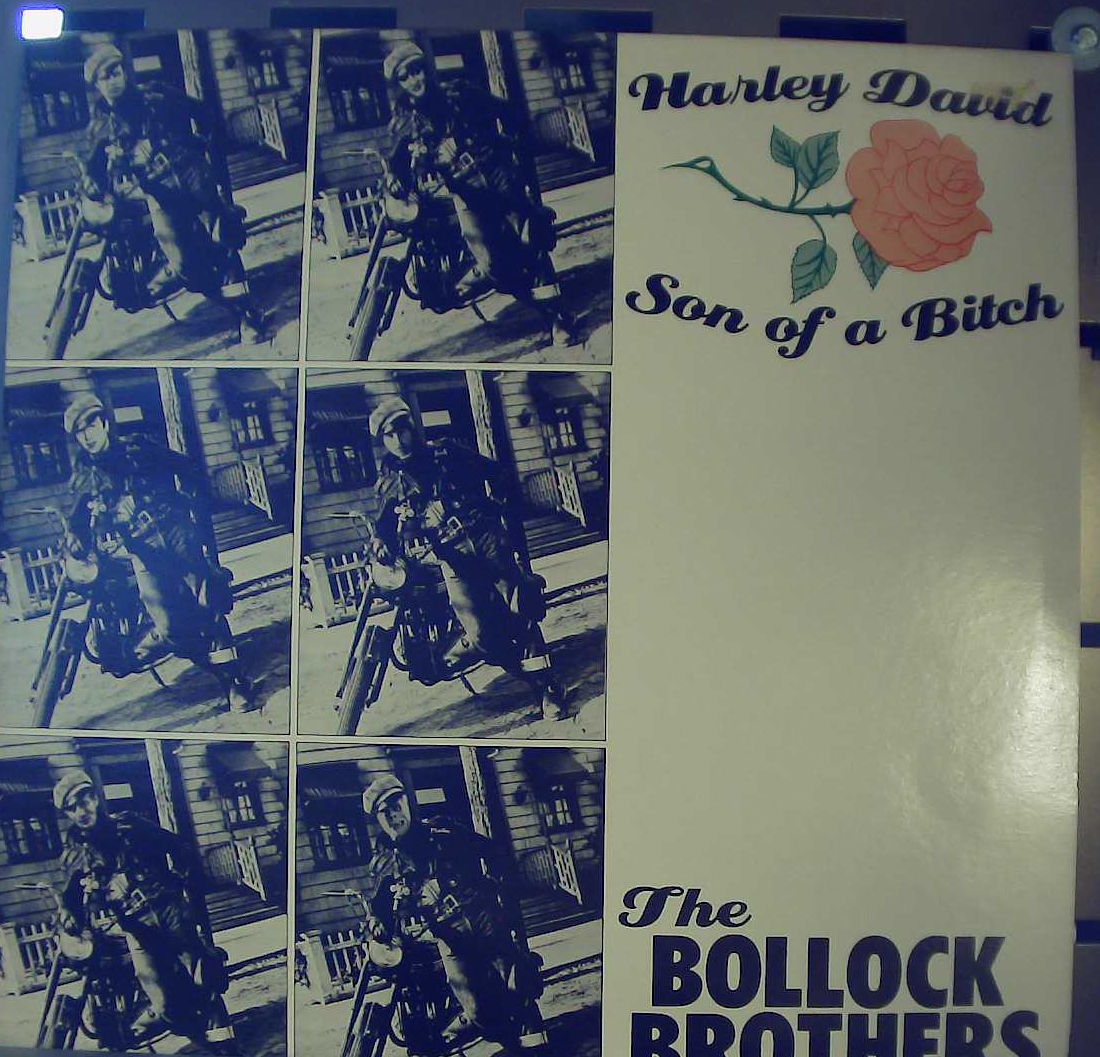 Harley David
Son of a Bitch
The
BOLLOCK
BROTHERS